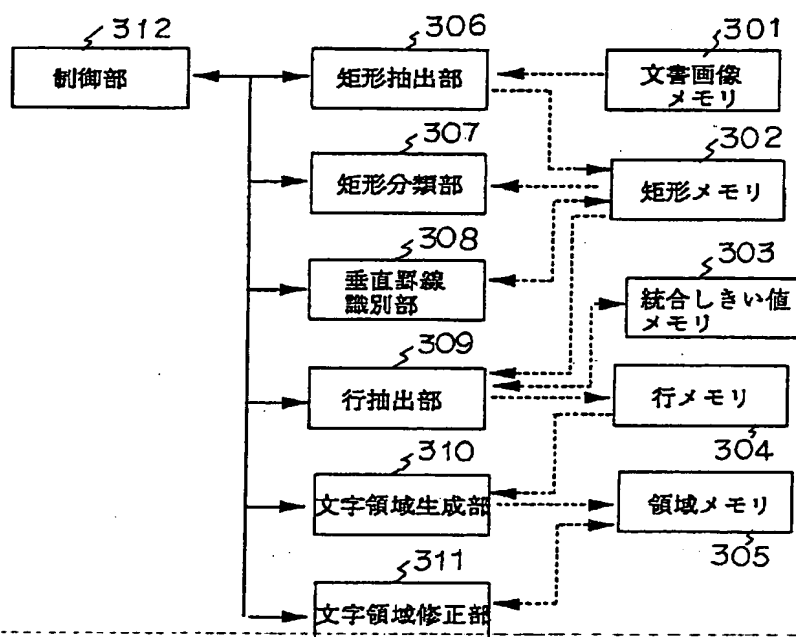 312
制御部
306
矩形抽出部
301
文書画像
メモリ
307
矩形分類部
302
矩形メモリ
308
垂直罫線
識別部
303
統合しきい値
メモリ
309
行抽出部
行メモリ
304
310
文字領域生成部
領域メモリ
305
311
文字領域修正部